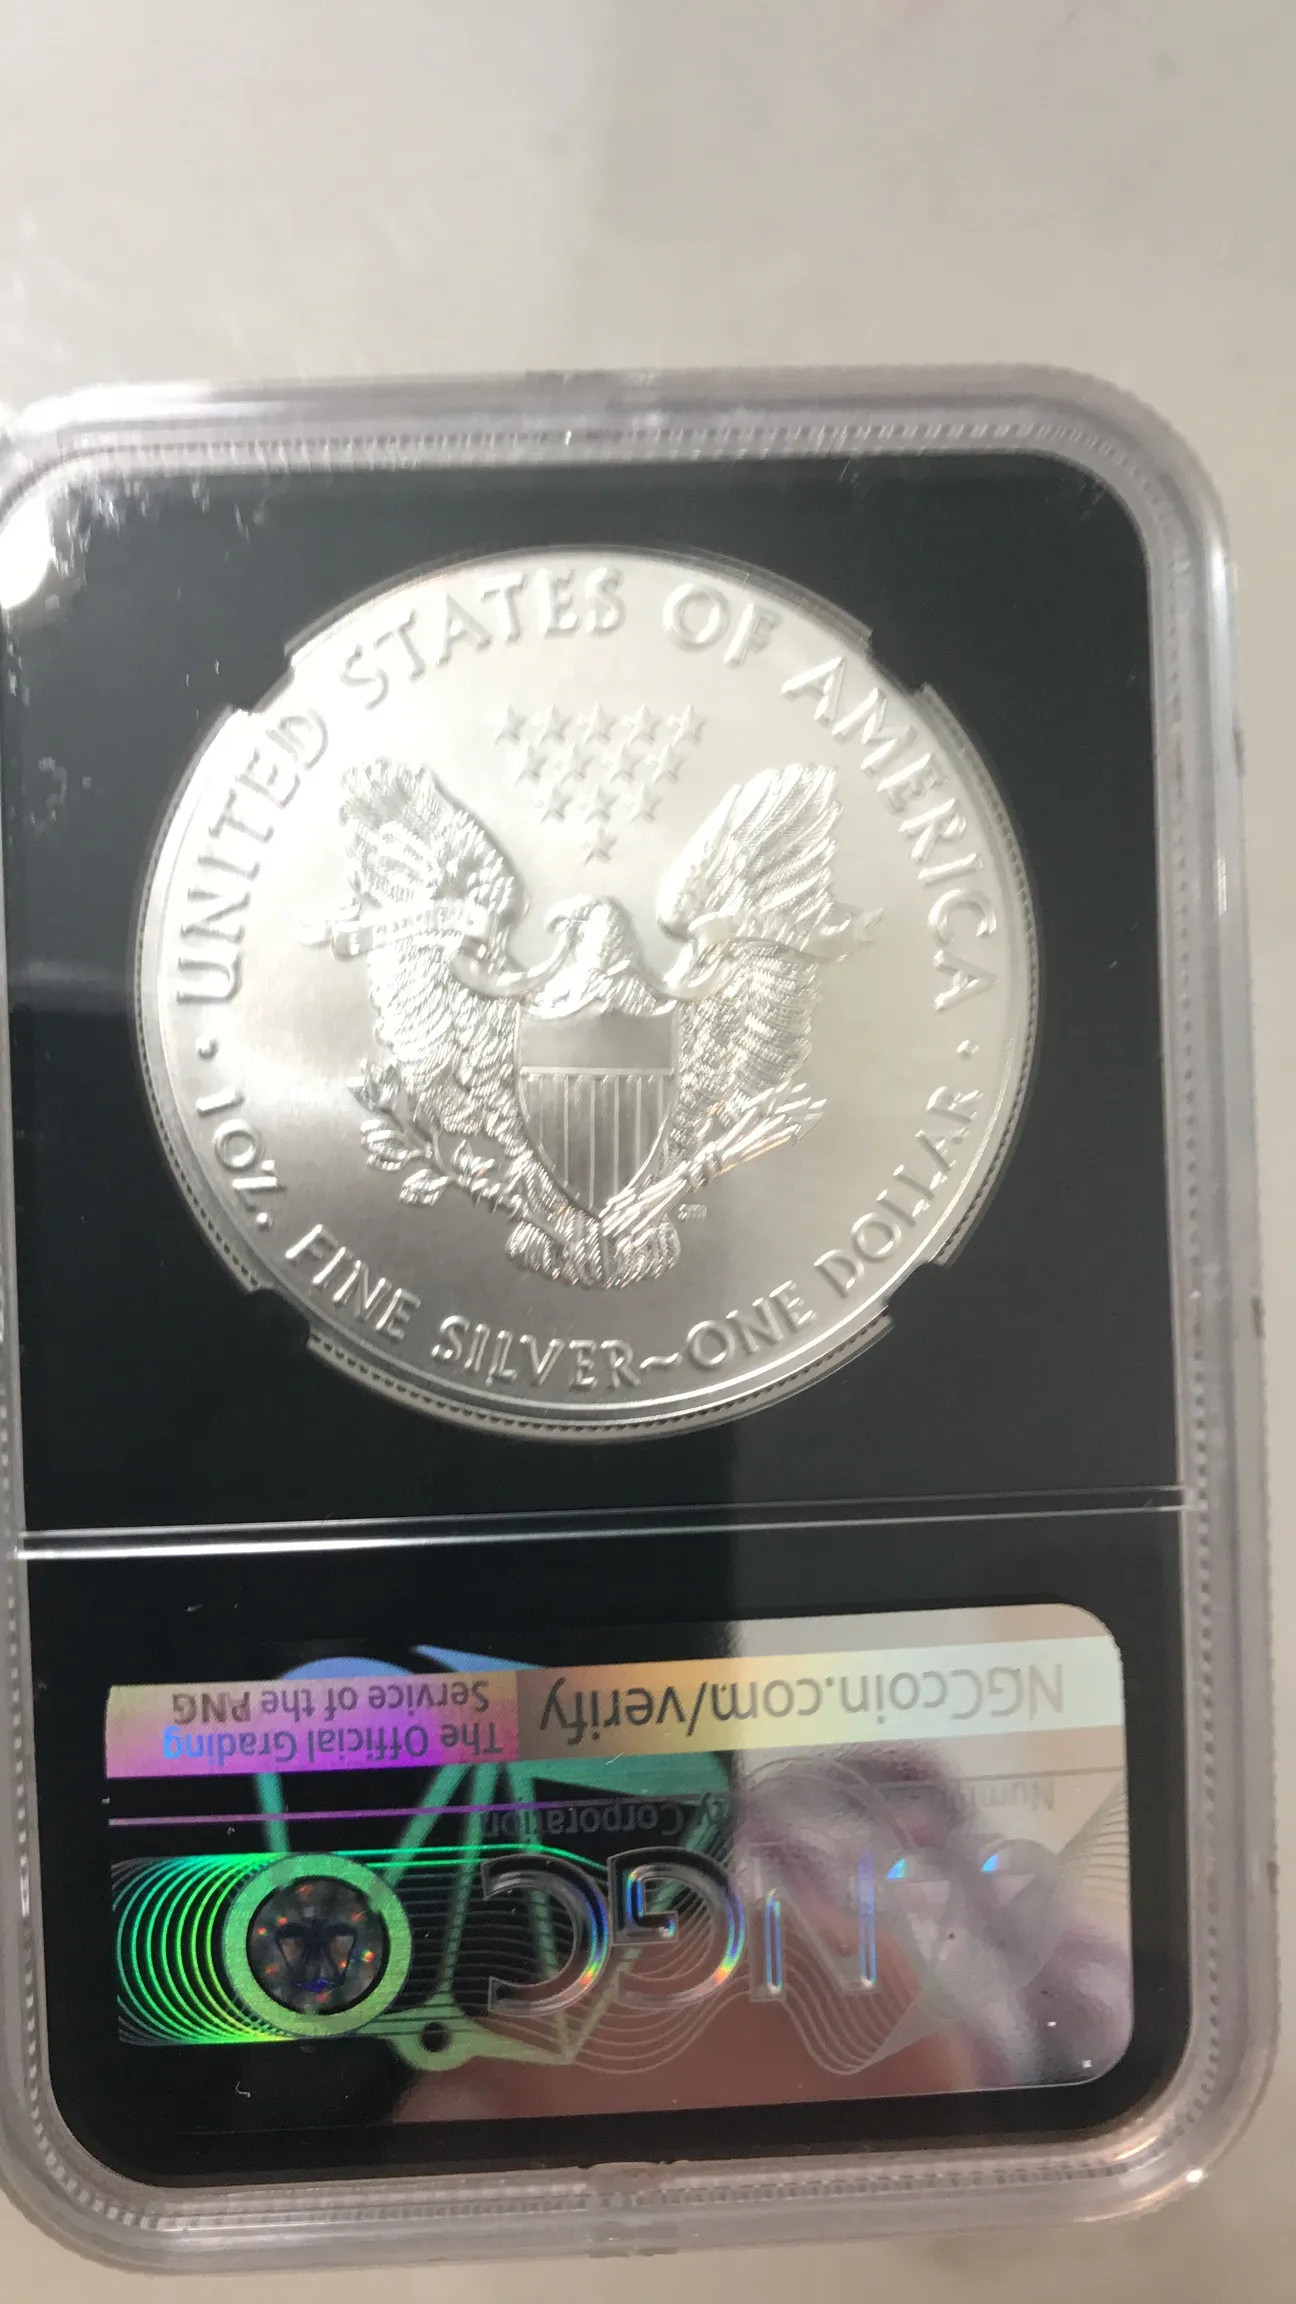 UNITED STATES OF AMERICA
1 OZ. FINE SILVER~ONE DOLLAR
NGCcoin.com/verify
The Official Grading
Service of the PNG
Corporation
NGC